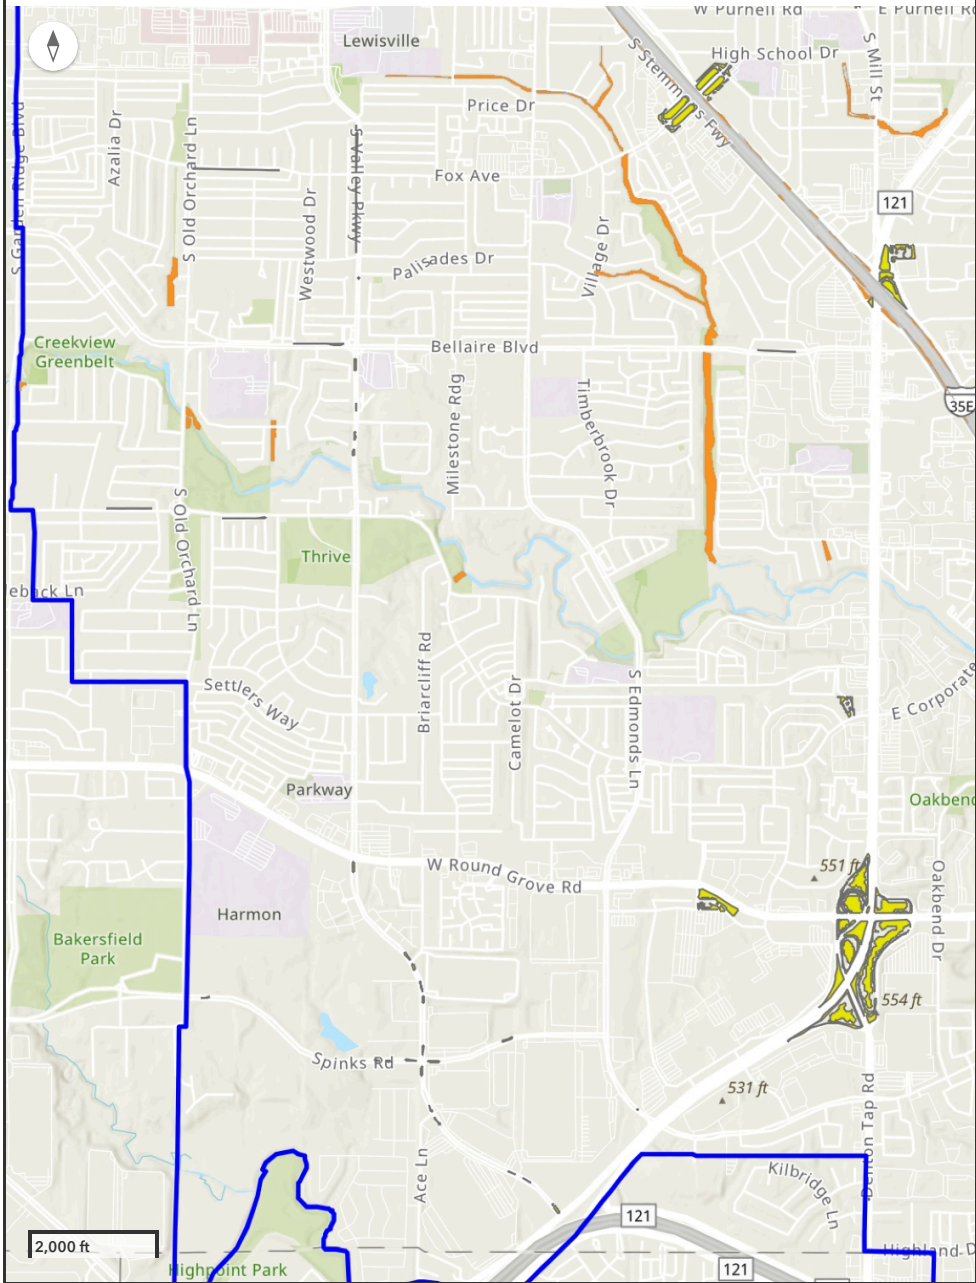 W Purnell Rd
E Purnell R
Lewisville
High School Dr
S Mill St
S Stemmons Fwy
Price Dr
S Garden Ridge Blvd
Azalia Dr
S Old Orchard Ln
S Valley Pkwy
Fox Ave
121
Westwood Dr
Village Dr
Palisades Dr
Creekview
Greenbelt
Bellaire Blvd
35E
Milestone Rdg
Timberbrook Dr
S Old Orchard Ln
Thrive
eback Ln
Briarcliff Rd
Camelot Dr
S Edmonds Ln
Settlers Way
E Corporate
Parkway
Oakbend
W Round Grove Rd
551 ft
Oakbend Dr
Harmon
Bakersfield
Park
554 ft
Spinks Rd
531 ft
Denton Tap Rd
Ace Ln
Kilbridge Ln
121
2,000 ft
Highland D
Highpoint Park
121